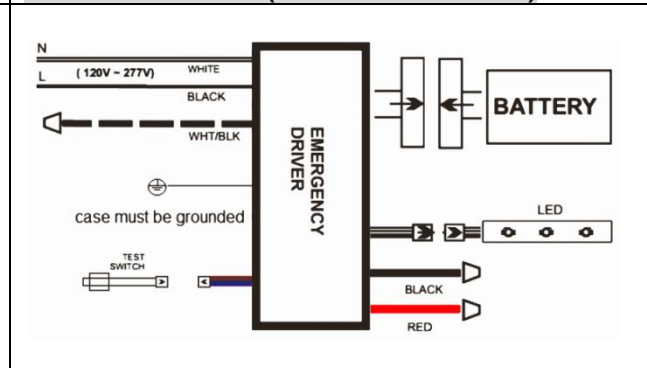 N
( 120V ~ 277V)
WHITE
L
BLACK
WHT/BLK
case must be grounded
TEST
SWITCH
EMERGENCY
DRIVER
BATTERY
LED
BLACK
RED